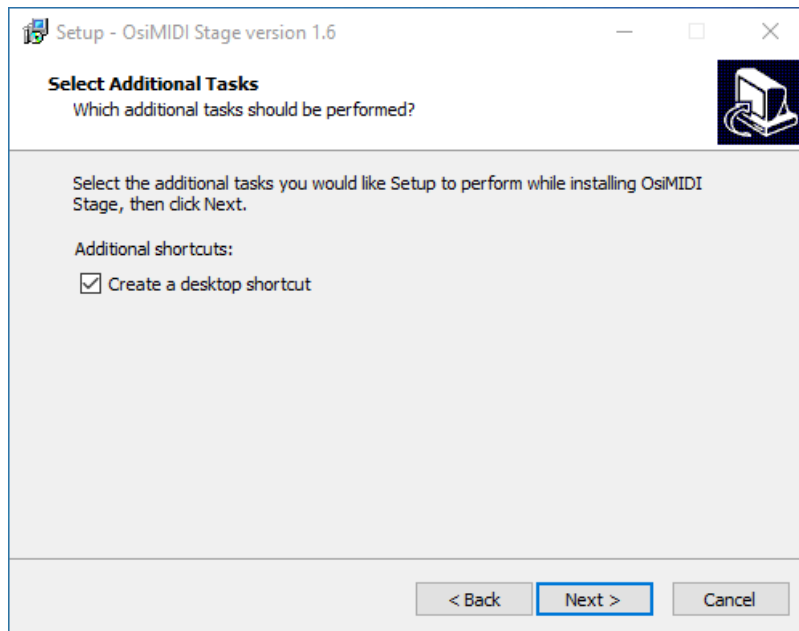 Setup - OsiMIDI Stage version 1.6
Select Additional Tasks
Which additional tasks should be performed?
Select the additional tasks you would like Setup to perform while installing OsiMIDI
Stage, then click Next.
Additional shortcuts:
Create a desktop shortcut
< Back
Next >
Cancel